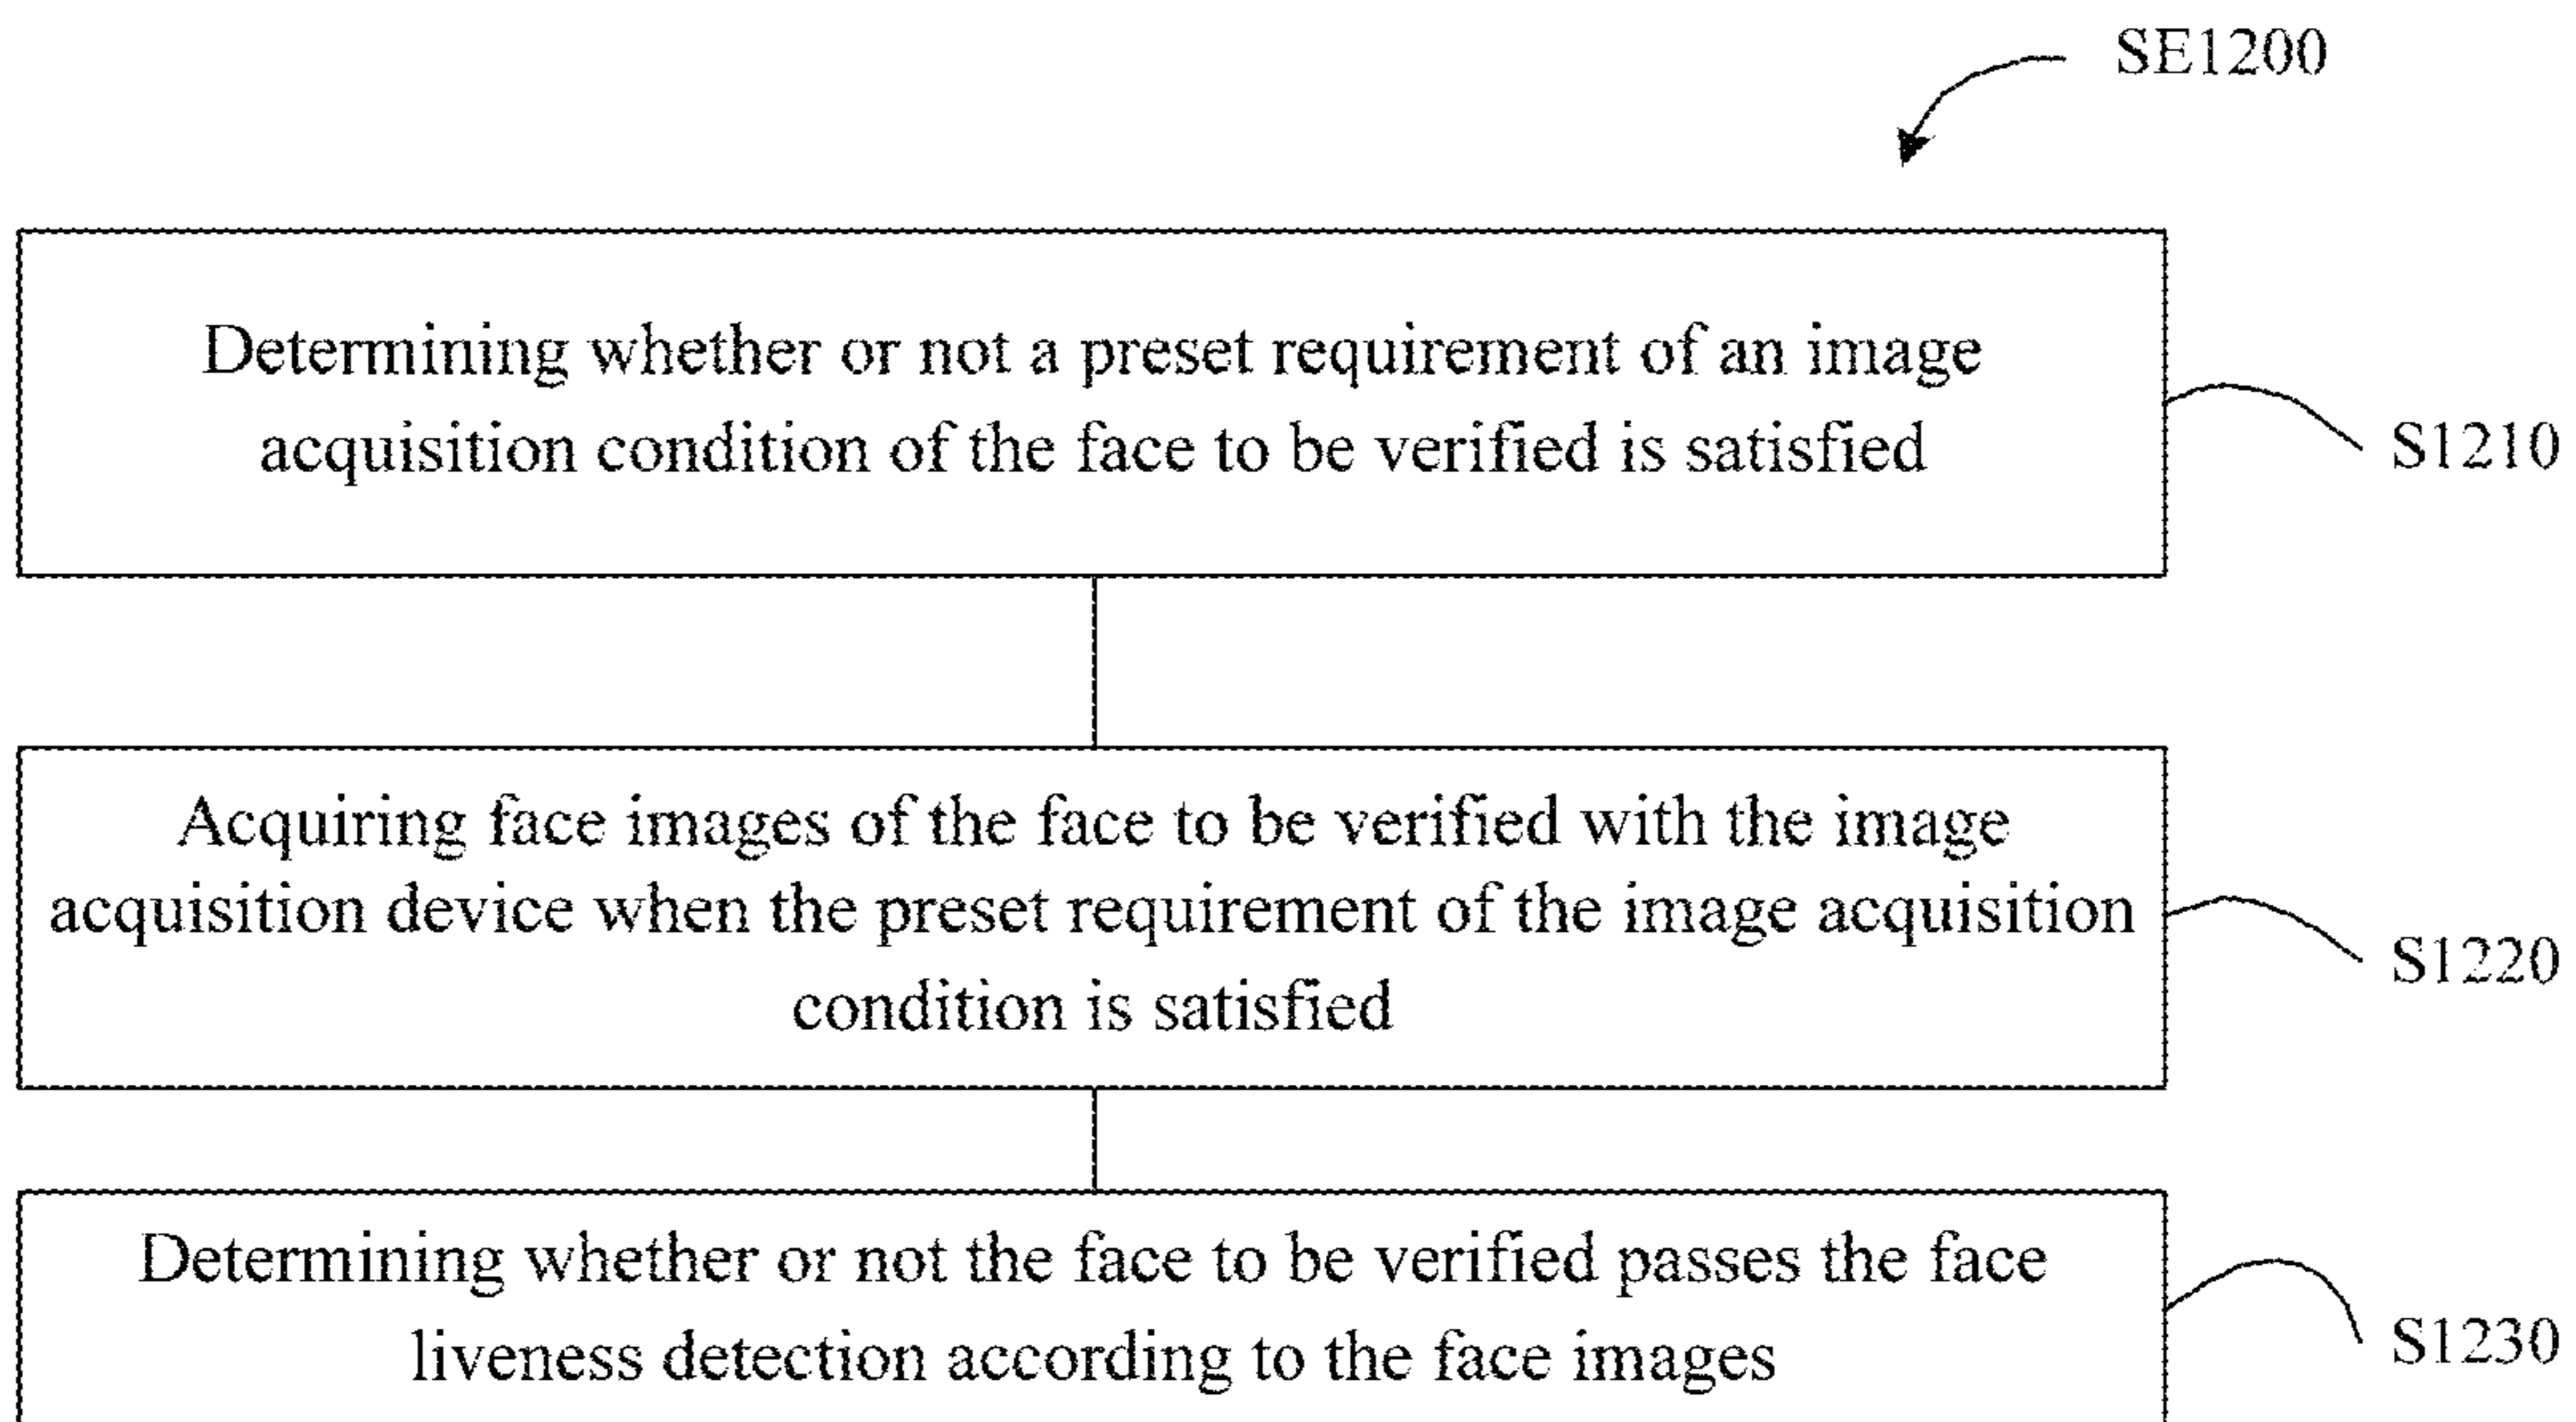 SE1200
Determining whether or not a preset requirement of an image
acquisition condition of the face to be verified is satisfied
S1210
Acquiring face images of the face to be verified with the image
acquisition device when the preset requirement of the image acquisition
condition is satisfied
S1220
Determining whether or not the face to be verified passes the face
liveness detection according to the face images
S1230